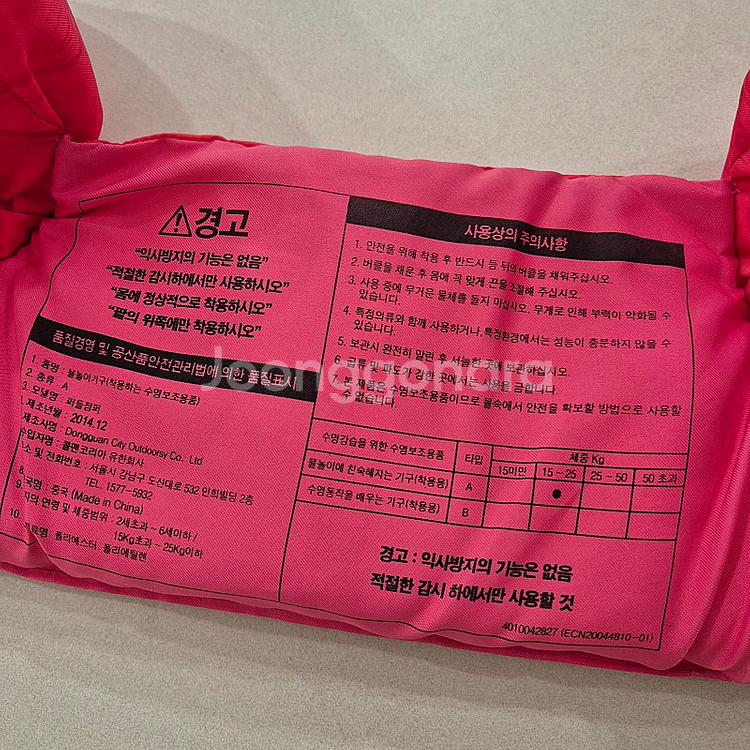 ⚠경고
"익사방지의 기능은 없음"
"적절한 감시하에서만 사용하시오"
"몸에 정상적으로 착용하시오"
"팔의 위쪽에만 착용하시오"
품질경영 및 공산품안전관리법에 의한 품질표시
1. 품명: 물놀이기구(착용하는 수영보조용품)
2. 종류: A
3. 모델명: 퍼들점퍼
제조년월: 2014.12
제조사명: Dongguan City Outdoorsy Co., Ltd
수입자명: 콜맨코리아 유한회사
소 및 전화번호: 서울시 강남구 도산대로 532 인희빌딩 2층
TEL. 1577-5932
8.
국명: 중국 (Made in China)
9.
자의 연령 및 체중범위: 2세초과~6세이하 /
15Kg초과~25Kg이하
10.
료명: 폴리에스터, 폴리에틸렌
사용상의 주의사항
1. 안전을 위해 착용 후 반드시 등 뒤의 버클을 채워주십시오.
2. 버클을 채운 후 몸에 꼭 맞게 끈을 조절해 주십시오.
3. 사용 중에 무거운 물체를 들지 마십시오. 무게로 인해 부력이 약화될 수
있습니다.
4. 특정의류와 함께 사용하거나, 특정환경에서는 성능이 충분하지 않을 수
있습니다.
5. 보관시 완전히 말린 후 서늘한 곳에 보관하십시오.
6. 급류 및 파도가 강한 곳에서는 사용을 금합니다.
7. 본 제품은 수영보조용품이므로 물속에서 안전을 확보할 방법으로 사용할
수 없습니다.
수영강습을 위한 수영보조용품 타입 체중 Kg
15미만 15~25 25~50 50 초과
물놀이에 친숙해지는 기구(착용용) A ●
수영동작을 배우는 기구(착용용) B
경고 : 익사방지의 기능은 없음
적절한 감시 하에서만 사용할 것
4010042827 (ECN20044810-01)
Joongonara